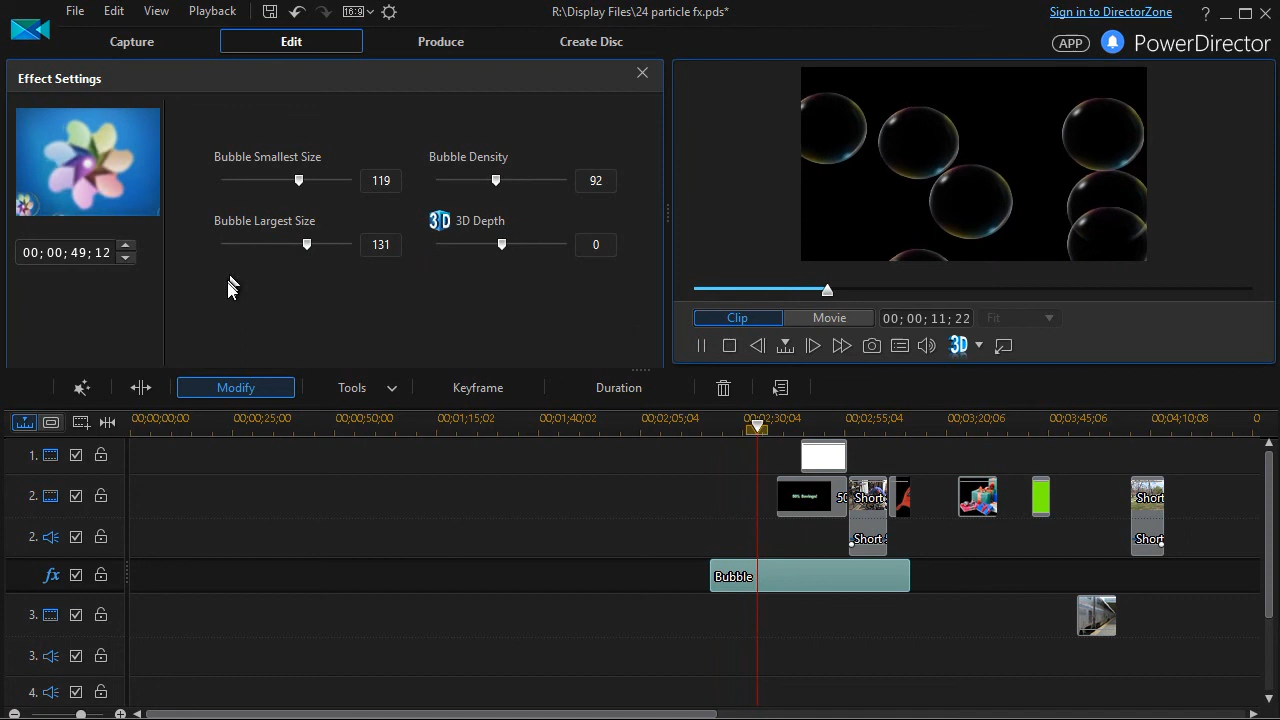 File Edit View Playback 16:9 R:\Display Files\24 particle fx.pds* Sign in to DirectorZone ?
Capture Edit Produce Create Disc APP PowerDirector
Effect Settings
Bubble Smallest Size 119 Bubble Density 92
Bubble Largest Size 131 3D 3D Depth 0
00; 00; 49; 12
Clip Movie 00; 00; 11; 22 Fit
3D
Modify Tools Keyframe Duration
00;00;00;00 00;00;25;00 00;00;50;00 00;01;15;02 00;01;40;02 00;02;05;04 00;02;30;04 00;02;55;04 00;03;20;06 00;03;45;06 00;04;10;08 0
1.
2. 50 Short Short
2. Short Short
fx Bubble
3.
3.
4.